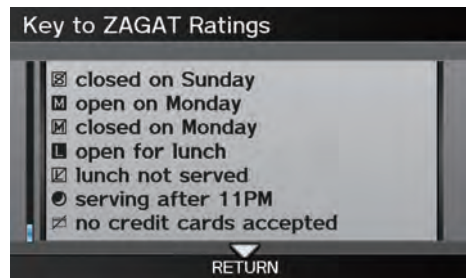 Key to ZAGAT Ratings
S closed on Sunday
M open on Monday
M closed on Monday
L open for lunch
L lunch not served
serving after 11PM
no credit cards accepted
RETURN